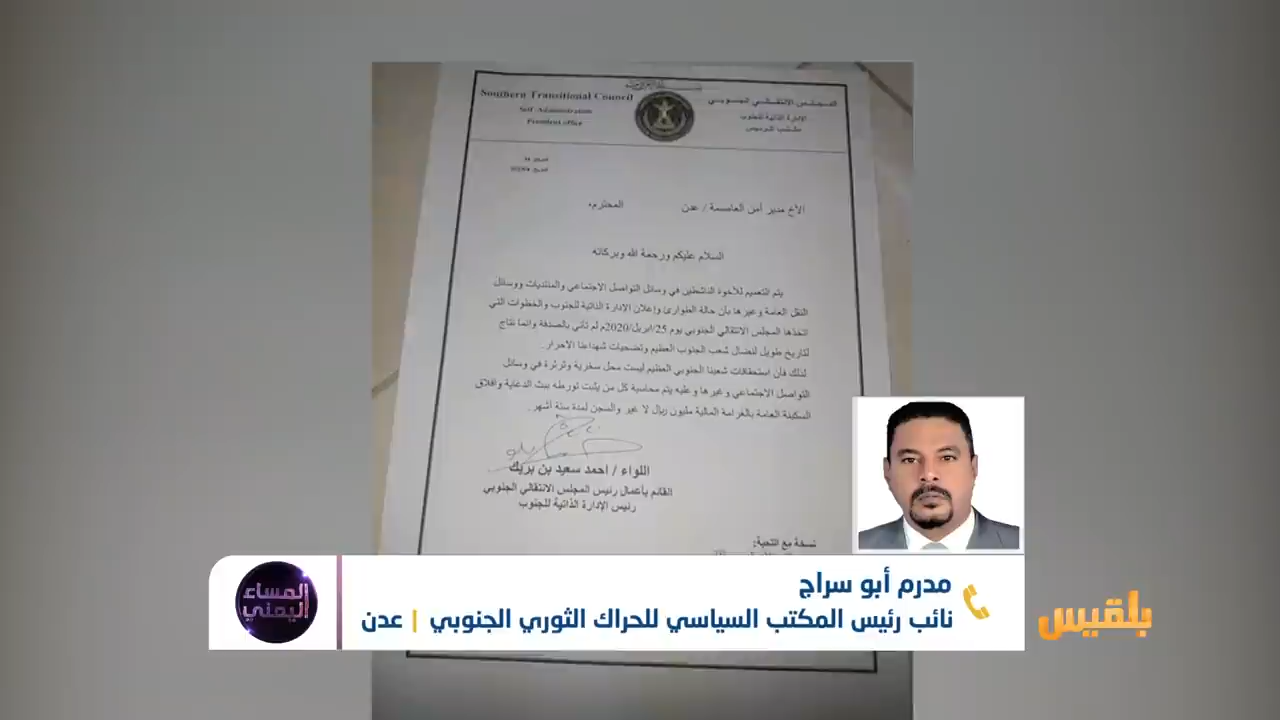 Southern Transitional Council
Self Administration
President office
المجلس الانتقالي الجنوبي
الإدارة الذاتية للجنوب
مكتب الرئيس
الأخ مدير أمن العاصمة / عدن المحترم،
السلام عليكم ورحمة الله وبركاته
يتم التعميم للأخوة الناشطين في وسائل التواصل الاجتماعي والمنتديات ووسائل
النقل العامة وغيرها بأن حالة الطوارئ وإعلان الإدارة الذاتية للجنوب والخطوات التي
اتخذها المجلس الانتقالي الجنوبي يوم 25/ابريل/2020م لم تأتي بالصدفة وانما نتاج
لتاريخ طويل لنضال شعب الجنوب العظيم وتضحيات شهداءنا الاحرار.
لذلك فأن استحقاقات شعبنا الجنوبي العظيم ليست محل سخرية وثرثرة في وسائل
التواصل الاجتماعي وغيرها وعليه يتم محاسبة كل من يثبت تورطه ببث الدعاية واقلاق
السكينة العامة بالغرامة المالية مليون ريال لا غير والسجن لمدة ستة أشهر.
اللواء / احمد سعيد بن بريك
القائم بأعمال رئيس المجلس الانتقالي الجنوبي
رئيس الإدارة الذاتية للجنوب
نسخة مع التحية:
مدرم أبو سراج
نائب رئيس المكتب السياسي للحراك الثوري الجنوبي | عدن
المساء
اليمني
بلقيس